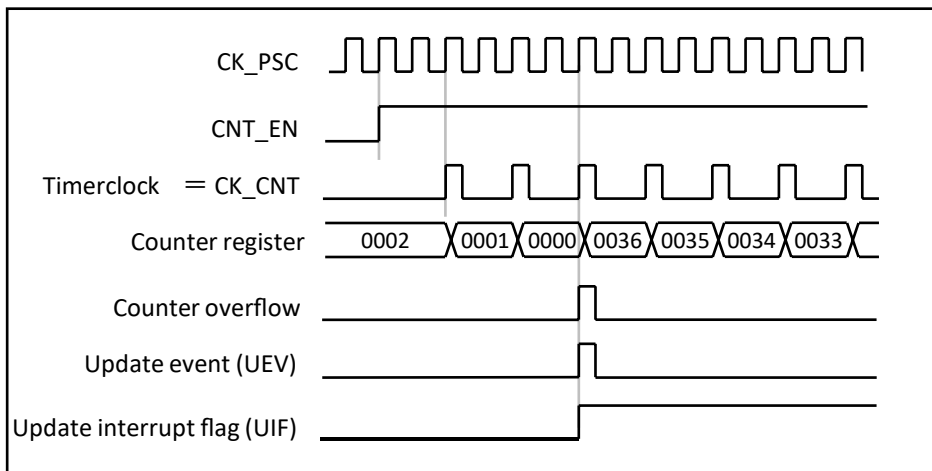 CK_PSC
CNT_EN
Timerclock = CK_CNT
Counter register 0002 0001 0000 0036 0035 0034 0033
Counter overflow
Update event (UEV)
Update interrupt flag (UIF)